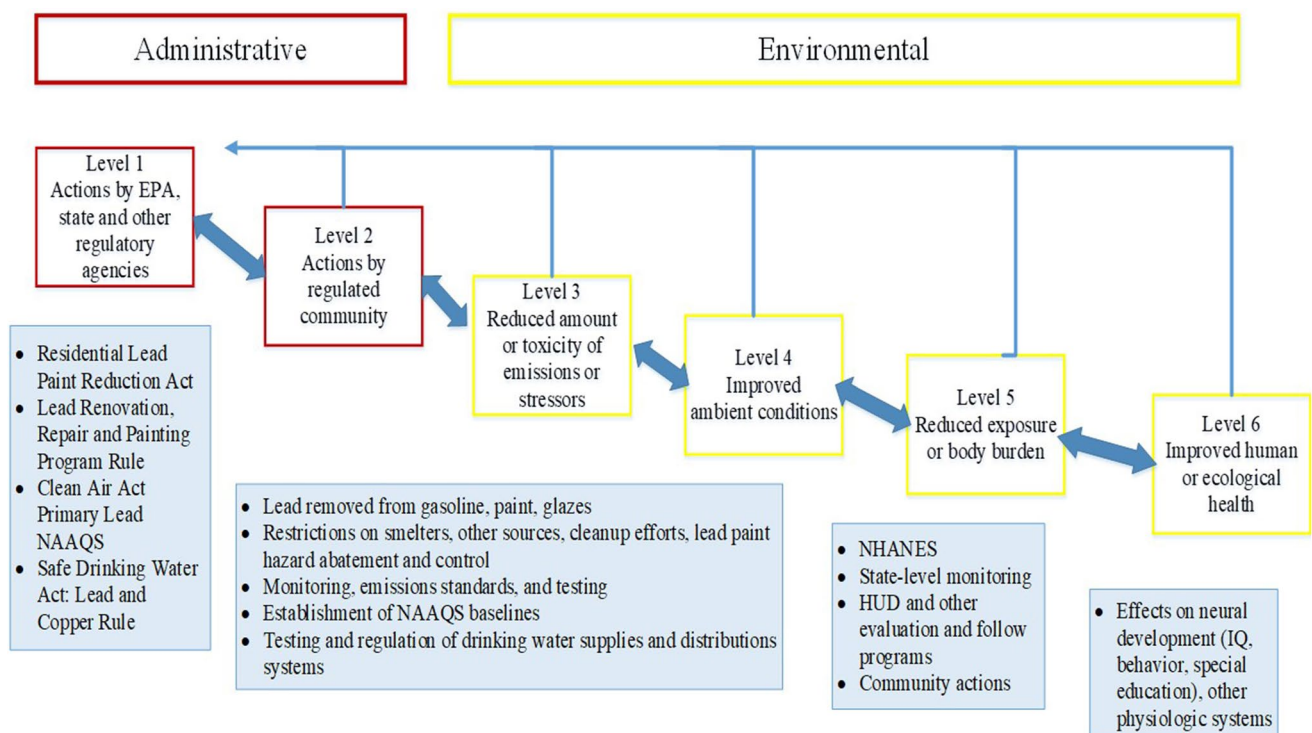 Administrative
Environmental
Level 1
Actions by EPA,
state and other
regulatory
agencies
Level 2
Actions by
regulated
community
Level 3
Reduced amount
or toxicity of
emissions or
stressors
Level 4
Improved
ambient conditions
Level 5
Reduced exposure
or body burden
Level 6
Improved human
or ecological
health
• Residential Lead
Paint Reduction Act
• Lead Renovation,
Repair and Painting
Program Rule
• Clean Air Act
Primary Lead
NAAQS
• Safe Drinking Water
Act: Lead and
Copper Rule
• Lead removed from gasoline, paint, glazes
• Restrictions on smelters, other sources, cleanup efforts, lead paint
hazard abatement and control
• Monitoring, emissions standards, and testing
• Establishment of NAAQS baselines
• Testing and regulation of drinking water supplies and distributions
systems
• NHANES
• State-level monitoring
• HUD and other
evaluation and follow
programs
• Community actions
• Effects on neural
development (IQ,
behavior, special
education), other
physiologic systems